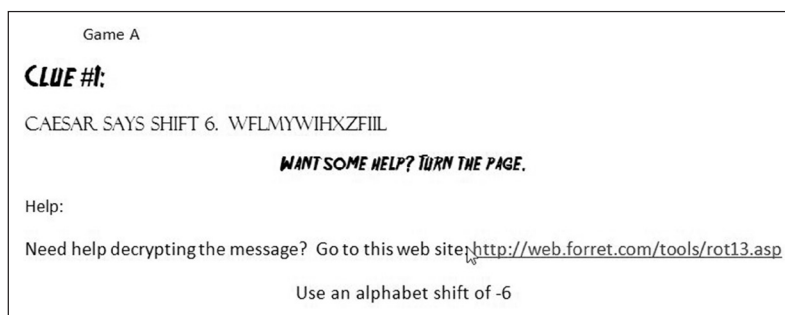 Game A
CLUE #1:
CAESAR SAYS SHIFT 6. WFLMYWIHXZFIIL
WANT SOME HELP? TURN THE PAGE.
Help:
Need help decrypting the message? Go to this web site: http://web.forret.com/tools/rot13.asp
Use an alphabet shift of -6